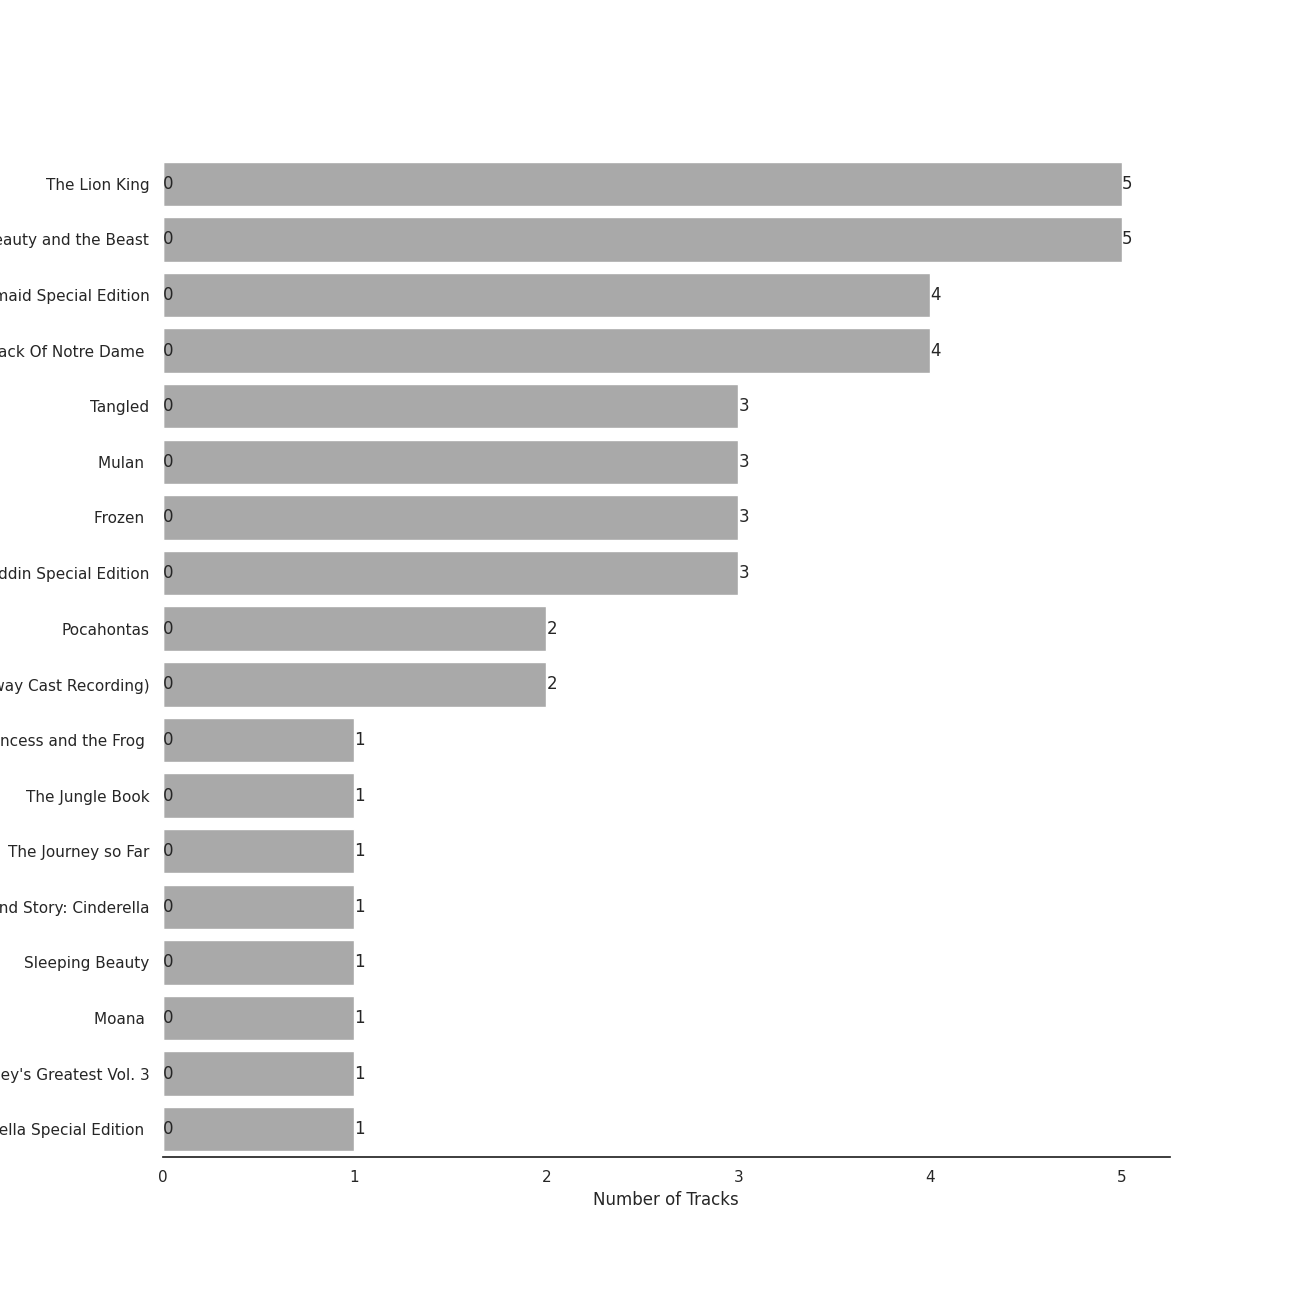 The Lion King 0 5
eauty and the Beast 0 5
maid Special Edition 0 4
ack Of Notre Dame 0 4
Tangled 0 3
Mulan 0 3
Frozen 0 3
ddin Special Edition 0 3
Pocahontas 0 2
way Cast Recording) 0 2
ncess and the Frog 0 1
The Jungle Book 0 1
The Journey so Far 0 1
nd Story: Cinderella 0 1
Sleeping Beauty 0 1
Moana 0 1
ey's Greatest Vol. 3 0 1
ella Special Edition 0 1
0 1 2 3 4 5
Number of Tracks